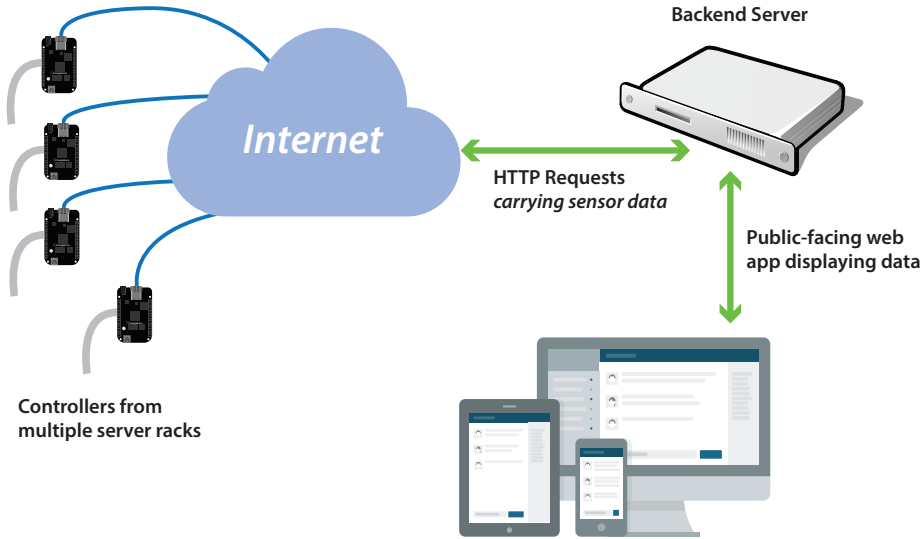 Backend Server
Internet
HTTP Requests
carrying sensor data
Public-facing web
app displaying data
Controllers from
multiple server racks